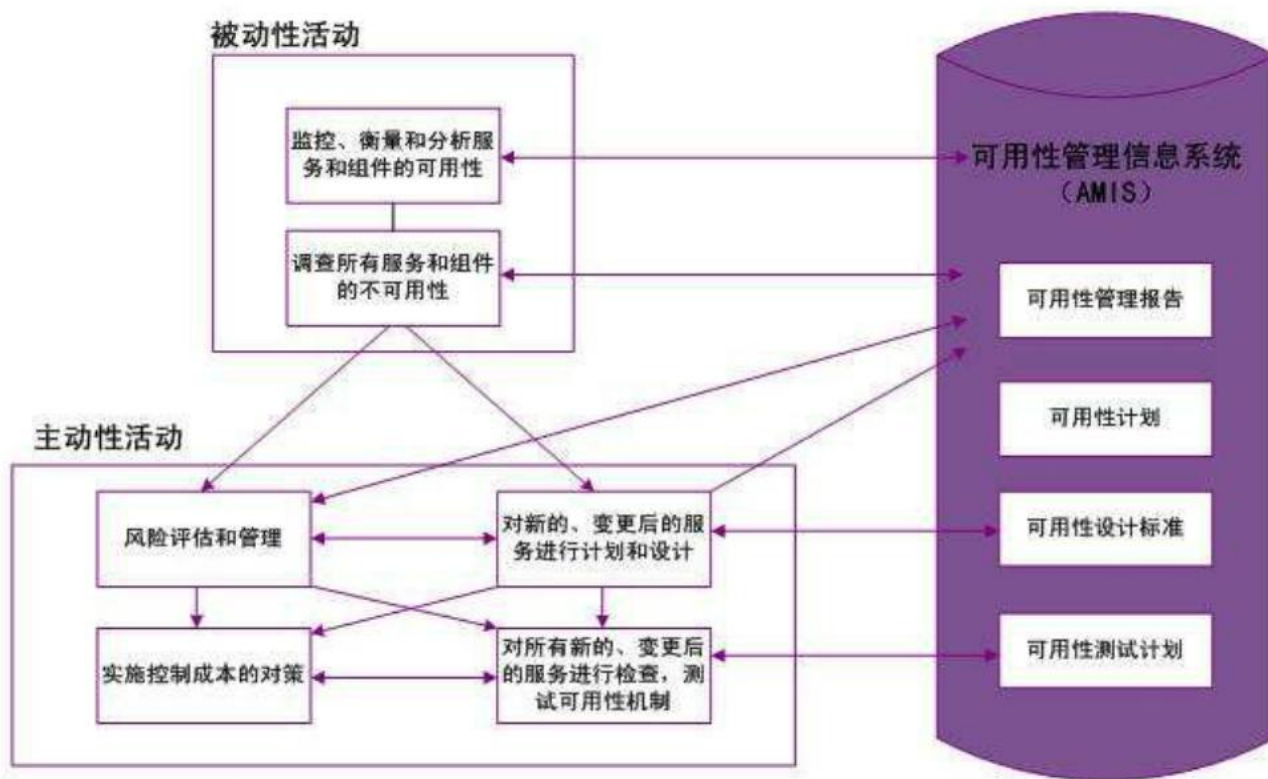 被动性活动
监控、衡量和分析服
务和组件的可用性
调查所有服务和组件
的不可用性
主动性活动
风险评估和管理
对新的、变更后的服
务进行计划和设计
实施控制成本的对策
对所有新的、变更后
的服务进行检查，测
试可用性机制
可用性管理信息系统
（AMIS）
可用性管理报告
可用性计划
可用性设计标准
可用性测试计划